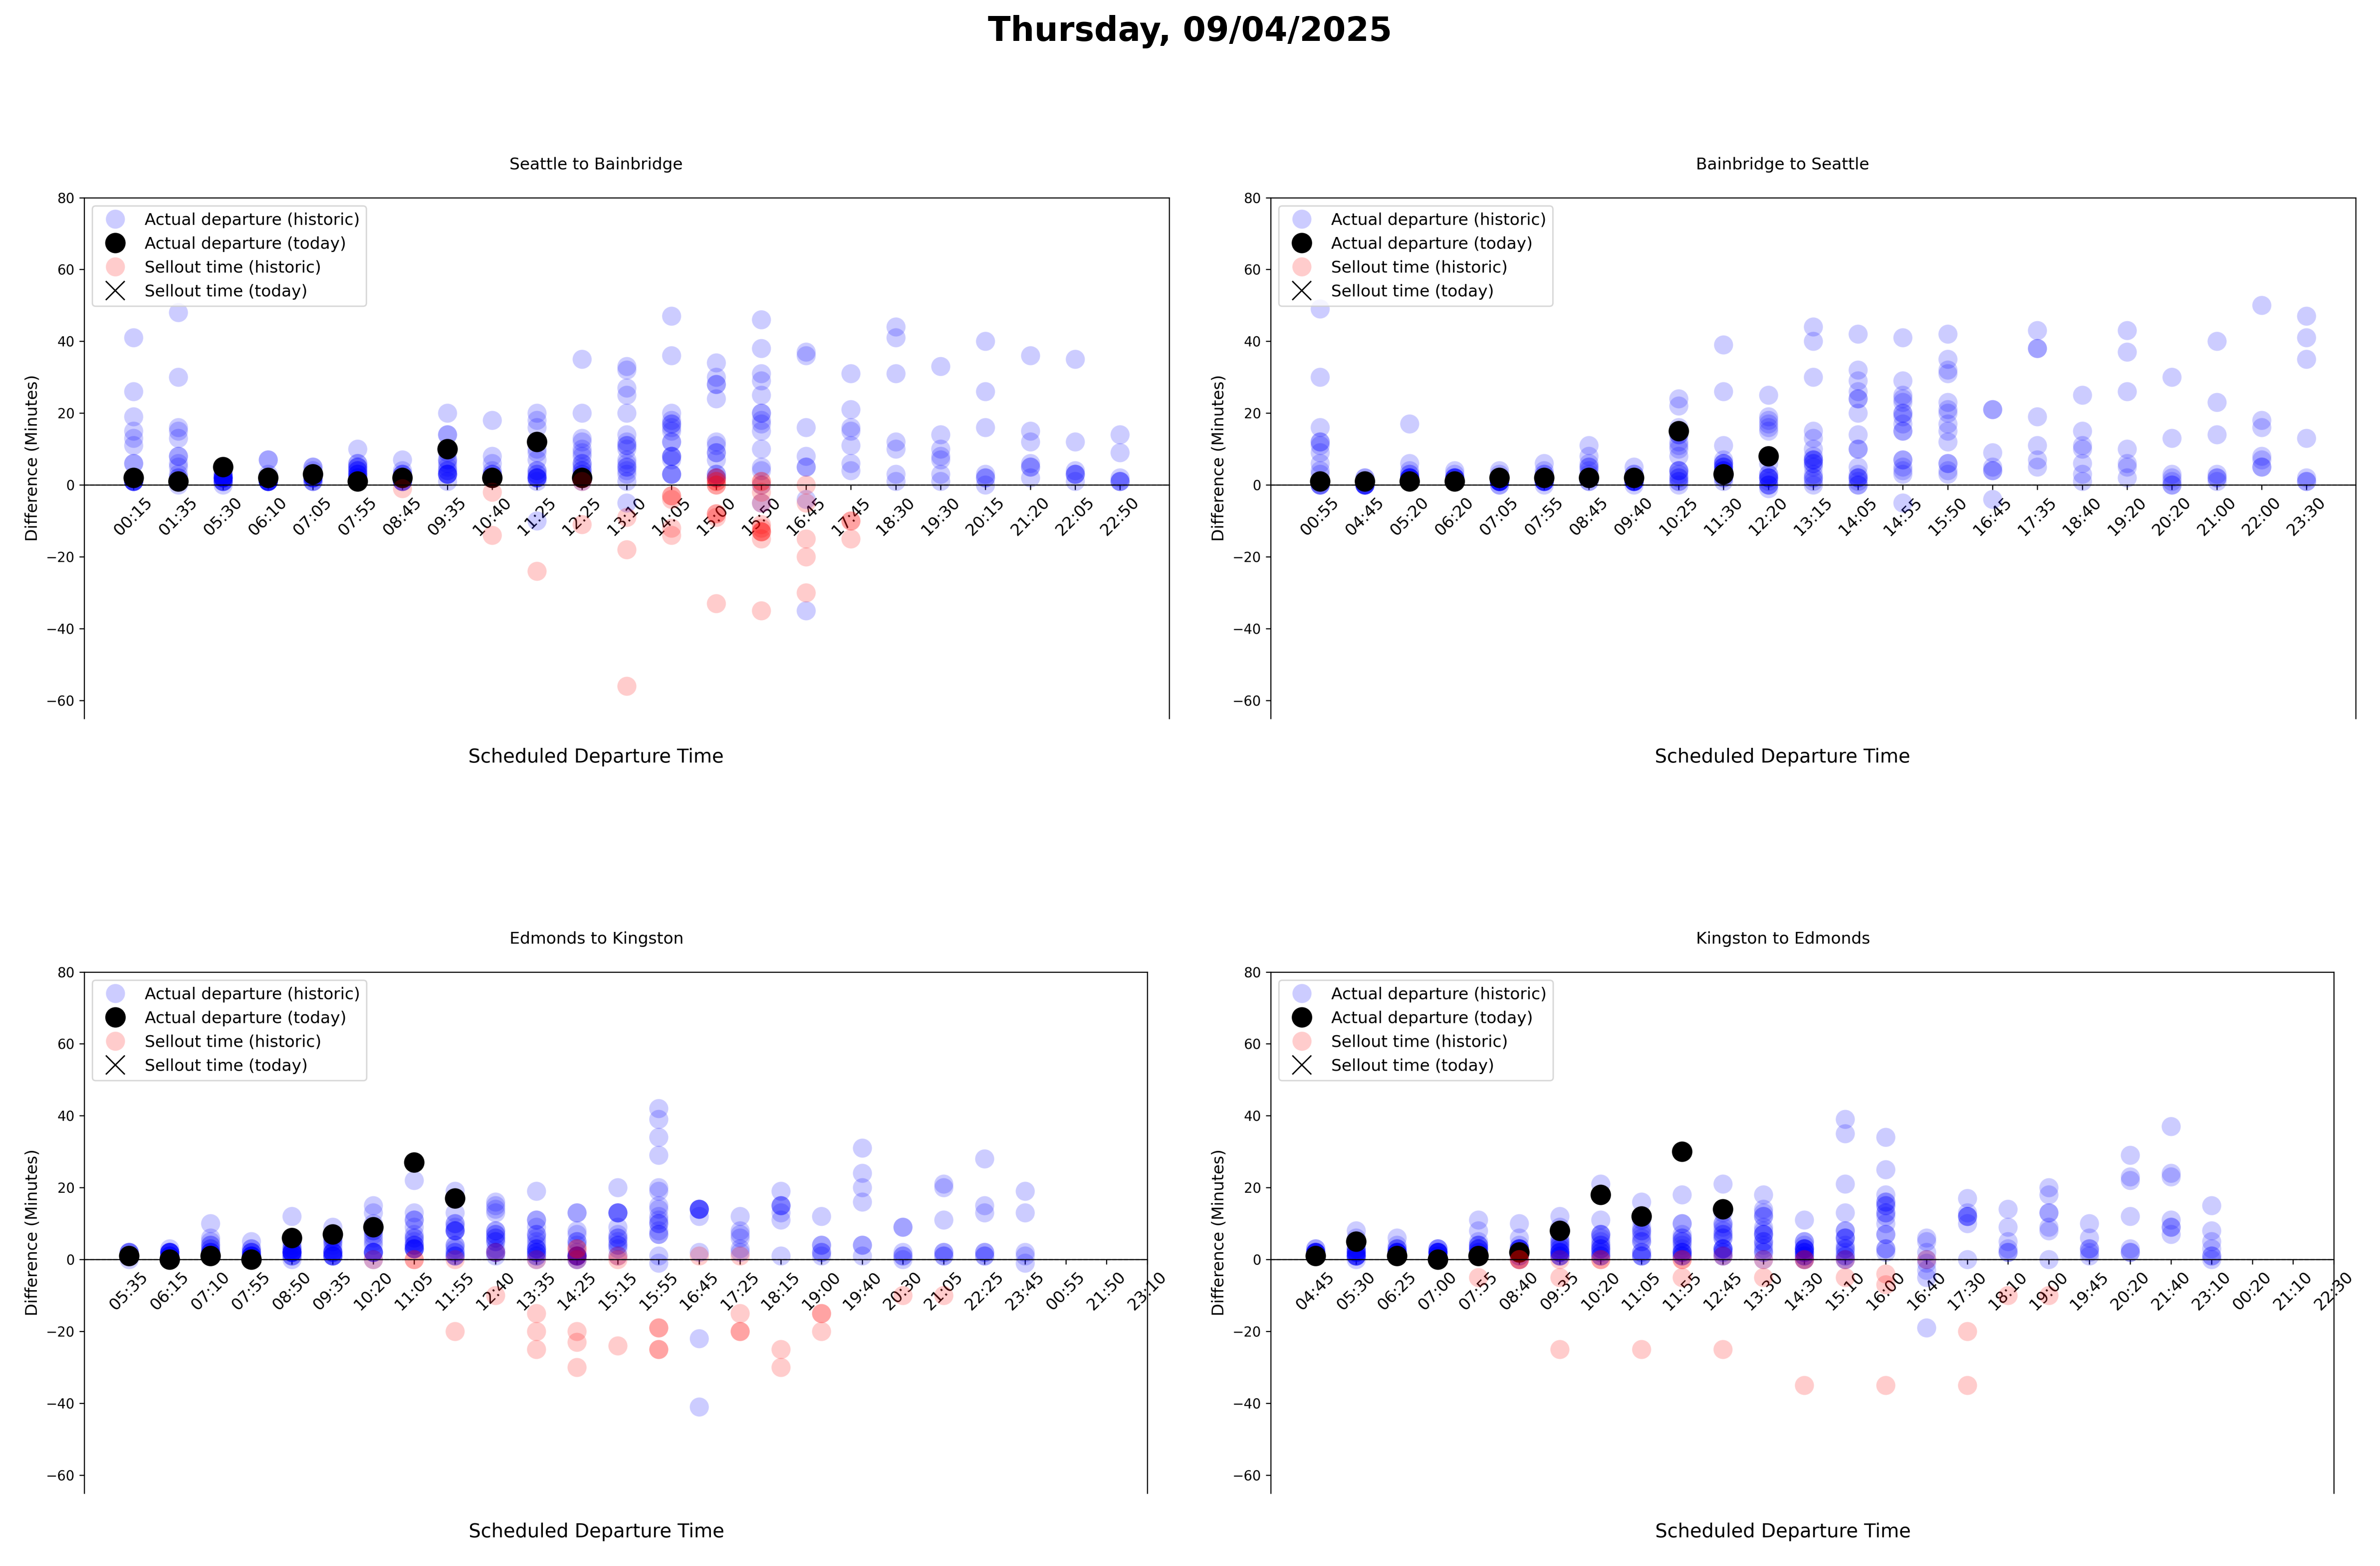 Thursday, 09/04/2025
Seattle to Bainbridge
80
60
40
20
0
−20
−40
−60
Difference (Minutes)
Actual departure (historic)
Actual departure (today)
Sellout time (historic)
Sellout time (today)
00:15 01:35 05:30 06:10 07:05 07:55 08:45 09:35 10:40 11:25 12:25 13:10 14:05 15:00 15:50 16:45 17:45 18:30 19:30 20:15 21:20 22:05 22:50
Scheduled Departure Time
Bainbridge to Seattle
80
60
40
20
0
−20
−40
−60
Difference (Minutes)
Actual departure (historic)
Actual departure (today)
Sellout time (historic)
Sellout time (today)
00:55 04:45 05:20 06:20 07:05 07:55 08:45 09:40 10:25 11:30 12:20 13:15 14:05 14:55 15:50 16:45 17:35 18:40 19:20 20:20 21:00 22:00 23:30
Scheduled Departure Time
Edmonds to Kingston
80
60
40
20
0
−20
−40
−60
Difference (Minutes)
Actual departure (historic)
Actual departure (today)
Sellout time (historic)
Sellout time (today)
05:35 06:15 07:10 07:55 08:50 09:35 10:20 11:05 11:55 12:40 13:35 14:25 15:15 15:55 16:45 17:25 18:15 19:00 19:40 20:30 21:05 22:25 23:45 00:55 21:50 23:10
Scheduled Departure Time
Kingston to Edmonds
80
60
40
20
0
−20
−40
−60
Difference (Minutes)
Actual departure (historic)
Actual departure (today)
Sellout time (historic)
Sellout time (today)
04:45 05:30 06:25 07:00 07:55 08:40 09:35 10:20 11:05 11:55 12:45 13:30 14:30 15:10 16:00 16:40 17:30 18:10 19:00 19:45 20:20 21:40 23:10 00:20 21:10 22:30
Scheduled Departure Time